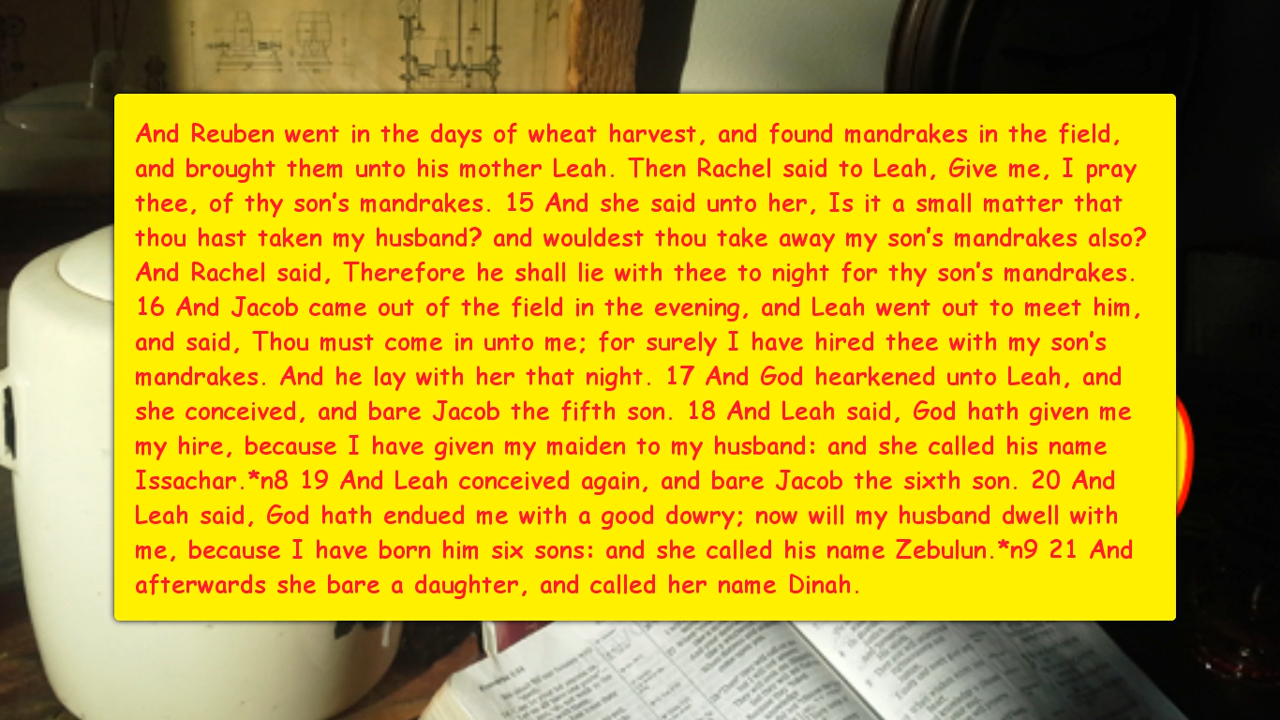 And Reuben went in the days of wheat harvest, and found mandrakes in the field,
and brought them unto his mother Leah. Then Rachel said to Leah, Give me, I pray
thee, of thy son's mandrakes. 15 And she said unto her, Is it a small matter that
thou hast taken my husband? and wouldest thou take away my son's mandrakes also?
And Rachel said, Therefore he shall lie with thee to night for thy son's mandrakes.
16 And Jacob came out of the field in the evening, and Leah went out to meet him,
and said, Thou must come in unto me; for surely I have hired thee with my son's
mandrakes. And he lay with her that night. 17 And God hearkened unto Leah, and
she conceived, and bare Jacob the fifth son. 18 And Leah said, God hath given me
my hire, because I have given my maiden to my husband: and she called his name
Issachar.*n8 19 And Leah conceived again, and bare Jacob the sixth son. 20 And
Leah said, God hath endued me with a good dowry; now will my husband dwell with
me, because I have born him six sons: and she called his name Zebulun.*n9 21 And
afterwards she bare a daughter, and called her name Dinah.